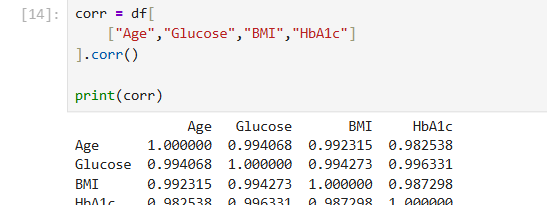 [14]:
corr = df[
["Age","Glucose","BMI","HbA1c"]
].corr()
print(corr)
Age Glucose BMI HbA1c
Age 1.000000 0.994068 0.992315 0.982538
Glucose 0.994068 1.000000 0.994273 0.996331
BMI 0.992315 0.994273 1.000000 0.987298
HbA1c 0.982538 0.996331 0.987298 1.000000